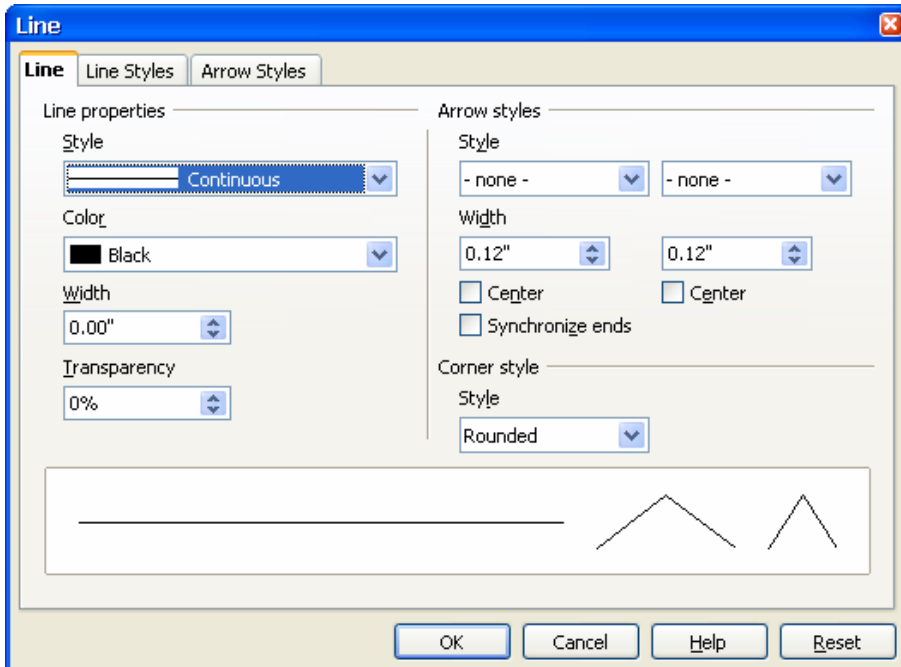 Line
Line Line Styles Arrow Styles
Line properties
Style
Continuous
Color
Black
Width
0.00"
Transparency
0%
Arrow styles
Style
- none - - none -
Width
0.12" 0.12"
Center Center
Synchronize ends
Corner style
Style
Rounded
OK Cancel Help Reset